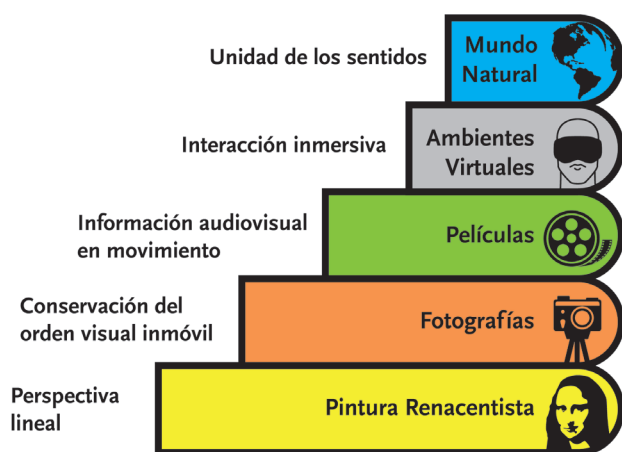 Unidad de los sentidos
Mundo
Natural
Interacción inmersiva
Ambientes
Virtuales
Información audiovisual
en movimiento
Películas
Conservación del
orden visual inmóvil
Fotografías
Perspectiva
lineal
Pintura Renacentista